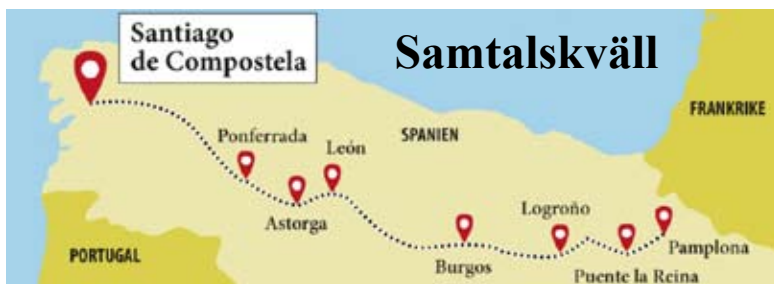 Santiago
de Compostela
Samtalskväll
FRANKRIKE
Ponferrada
SPANIEN
León
Astorga
Logroño
PORTUGAL
Burgos
Pamplona
Puente la Reina